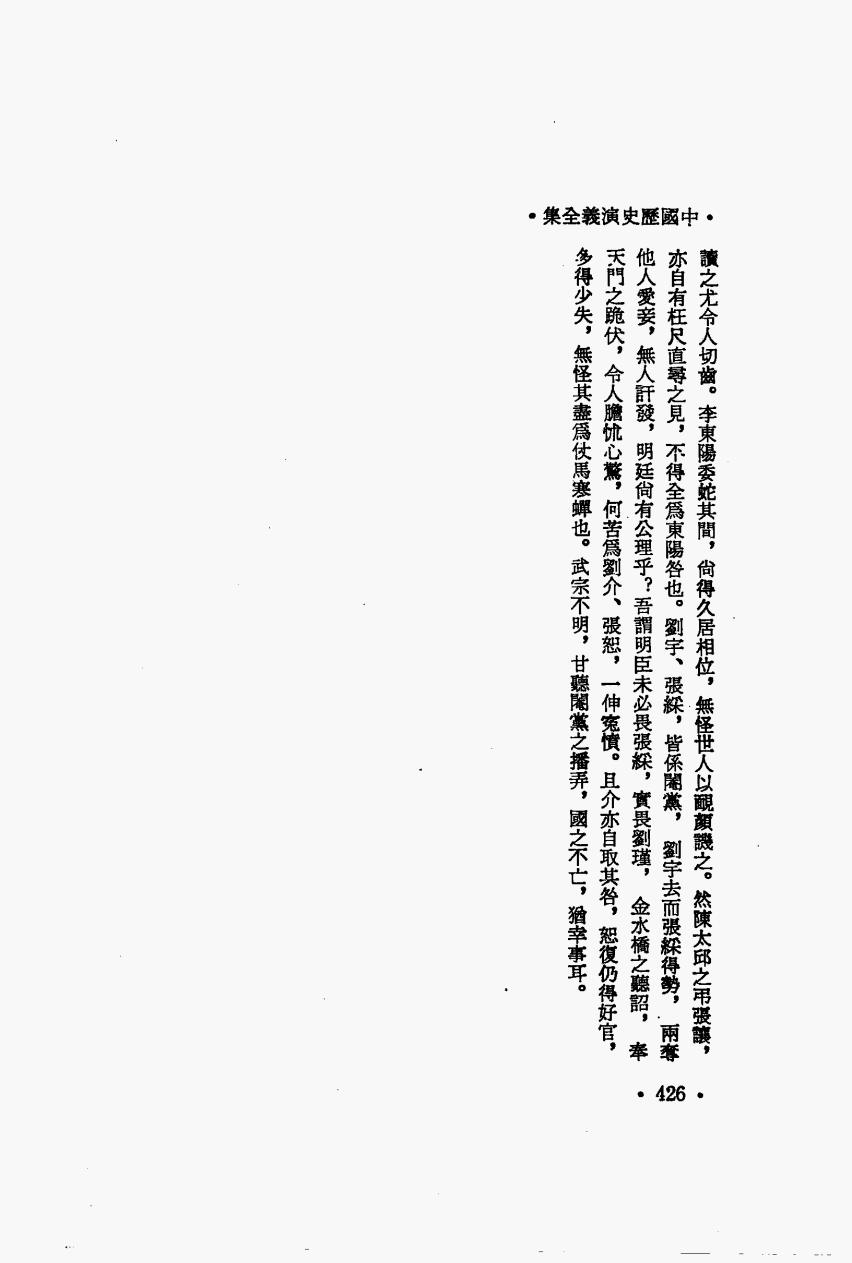 ·中國歷史演義全集·
讀之尤令人切齒。李東陽委蛇其間，尙得久居相位，無怪世人以靦顏譏之。然陳太邱之弔張讓，
亦自有枉尺直尋之見，不得全爲東陽咎也。劉宇、張綵，皆係閹黨，劉宇去而張綵得勢，兩奪
他人愛妾，無人訐發，明廷尙有公理乎？吾謂明臣未必畏張綵，實畏劉瑾，金水橋之聽詔，奉
天門之跪伏，令人膽怵心驚，何苦爲劉介、張恕，一伸寃憤。且介亦自取其咎，恕復仍得好官，
多得少失，無怪其盡爲仗馬寒蟬也。武宗不明，甘聽閹黨之播弄，國之不亡，猶幸事耳。
·426·